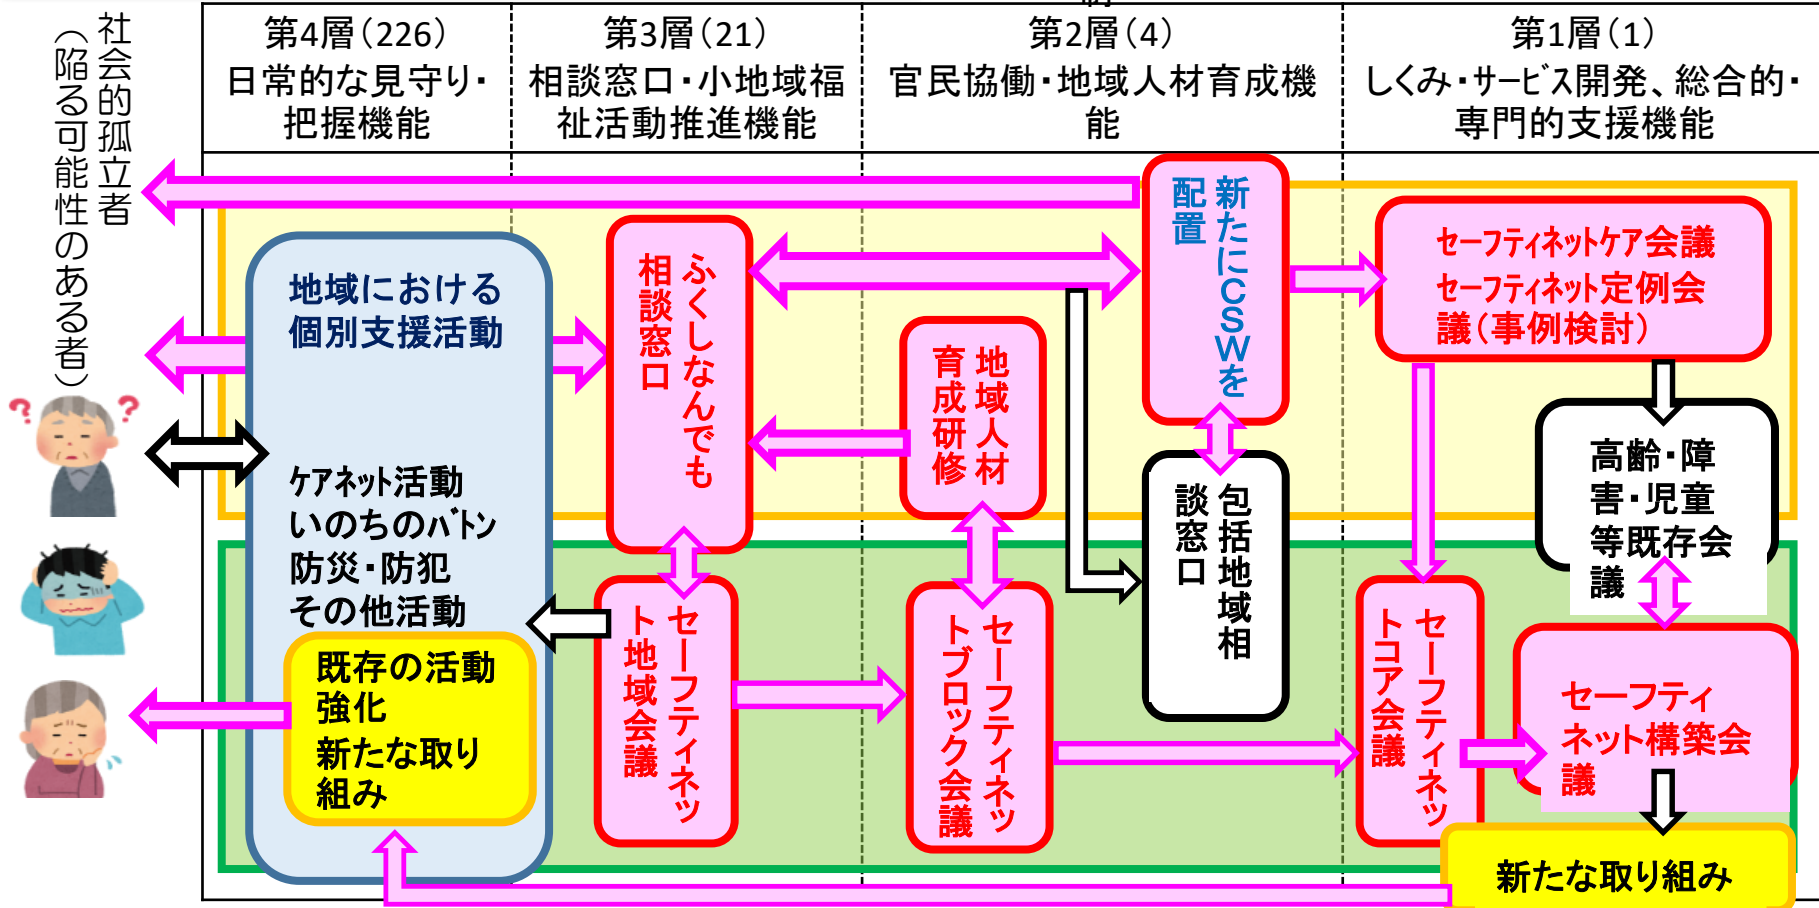 社会的孤立者
（陥る可能性のある者）
第4層（226）
日常的な見守り・
把握機能
第3層（21）
相談窓口・小地域福
祉活動推進機能
第2層（4）
官民協働・地域人材育成機
能
第1層（1）
しくみ・サービス開発、総合的・
専門的支援機能
地域における
個別支援活動
ケアネット活動
いのちのバトン
防災・防犯
その他活動
既存の活動
強化
新たな取り
組み
ふくしなんでも
相談窓口
セーフティネッ
ト地域会議
地域人材
育成研修
セーフティネッ
トブロック会議
新たにCSWを
配置
包括地域相
談窓口
セーフティネットケア会議
セーフティネット定例会
議（事例検討）
高齢・障
害・児童
等既存会
議
セーフティネッ
トコア会議
セーフティ
ネット構築会
議
新たな取り組み